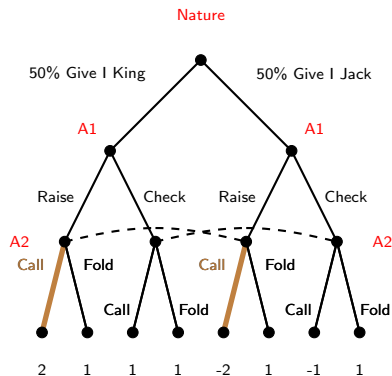 Nature
50% Give I King
50% Give I Jack
A1
A1
Raise
Check
Raise
Check
A2
A2
Call
Fold
Call
Fold
Call
Fold
Call
Fold
2
1
1
1
-2
1
-1
1